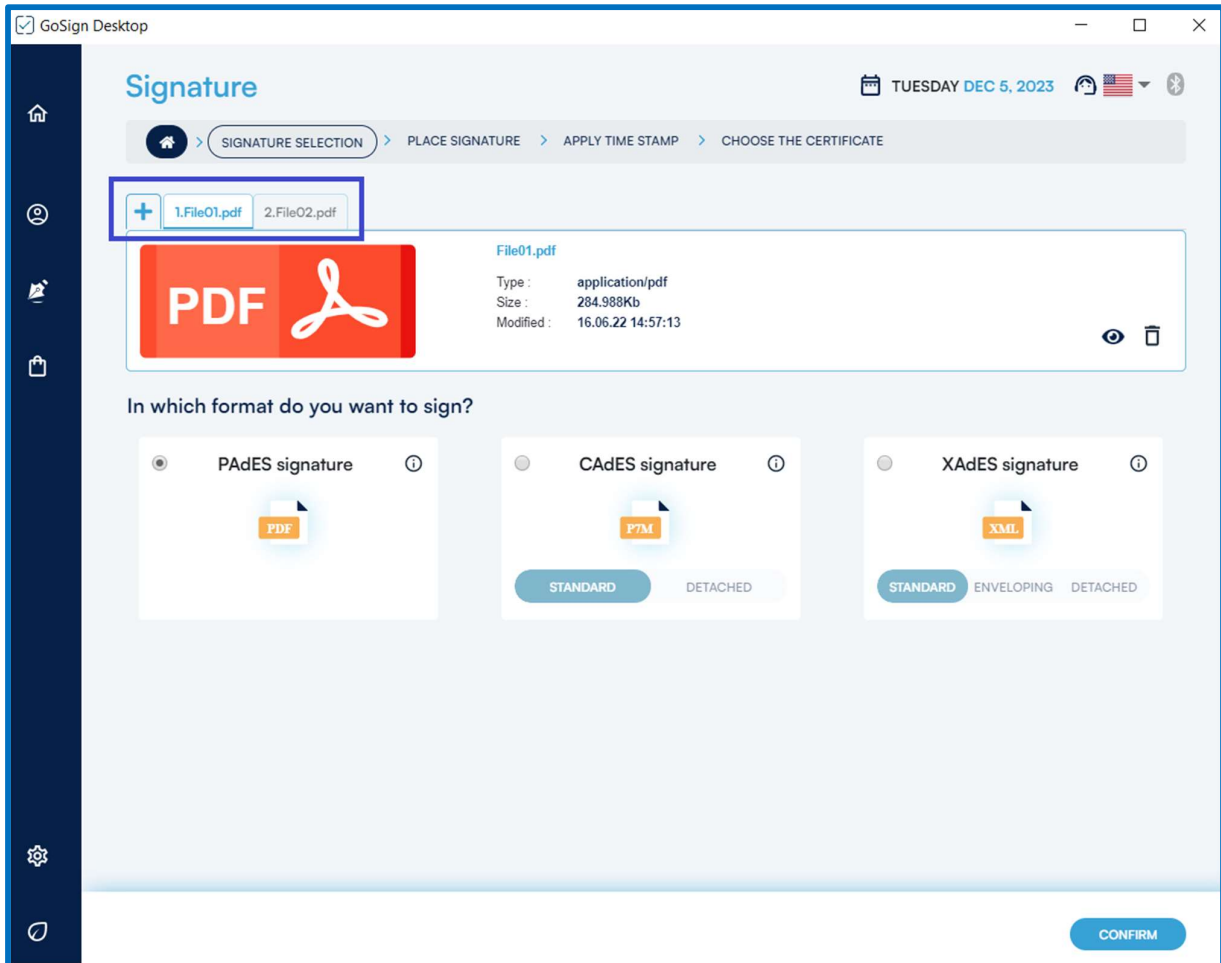 GoSign Desktop
Signature
TUESDAY DEC 5, 2023
SIGNATURE SELECTION > PLACE SIGNATURE > APPLY TIME STAMP > CHOOSE THE CERTIFICATE
1.File01.pdf 2.File02.pdf
File01.pdf
PDF
Type : application/pdf
Size : 284.988Kb
Modified : 16.06.22 14:57:13
In which format do you want to sign?
PAdES signature
PDF
CAdES signature
P7M
STANDARD DETACHED
XAdES signature
XML
STANDARD ENVELOPING DETACHED
CONFIRM